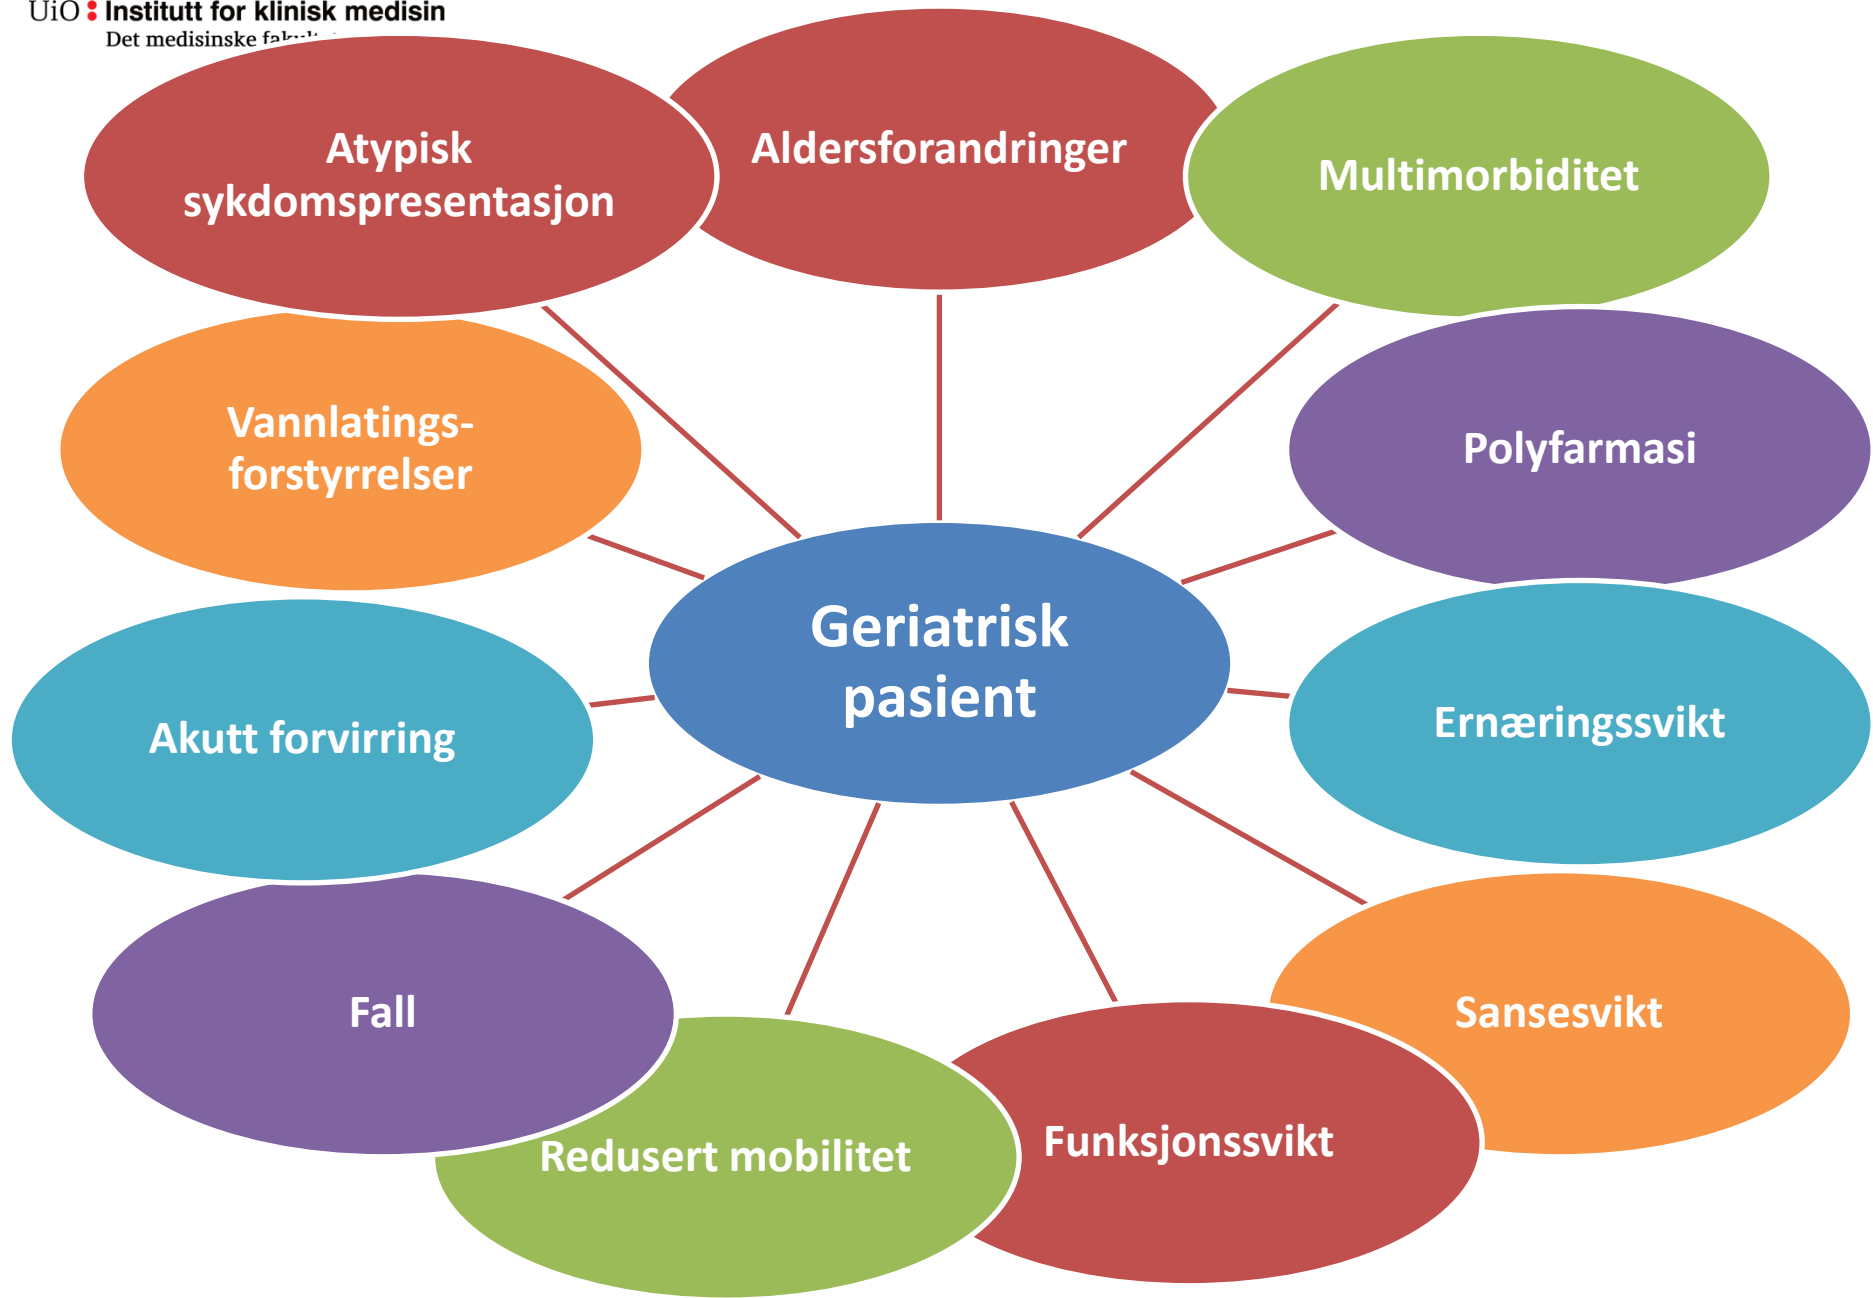 UiO : Institutt for klinisk medisin
Det medisinske
Atypisk
sykdomspresentasjon
Aldersforandringer
Multimorbiditet
Vannlatings-
forstyrrelser
Polyfarmasi
Geriatrisk
pasient
Akutt forvirring
Ernæringssvikt
Fall
Sansesvikt
Redusert mobilitet
Funksjonssvikt